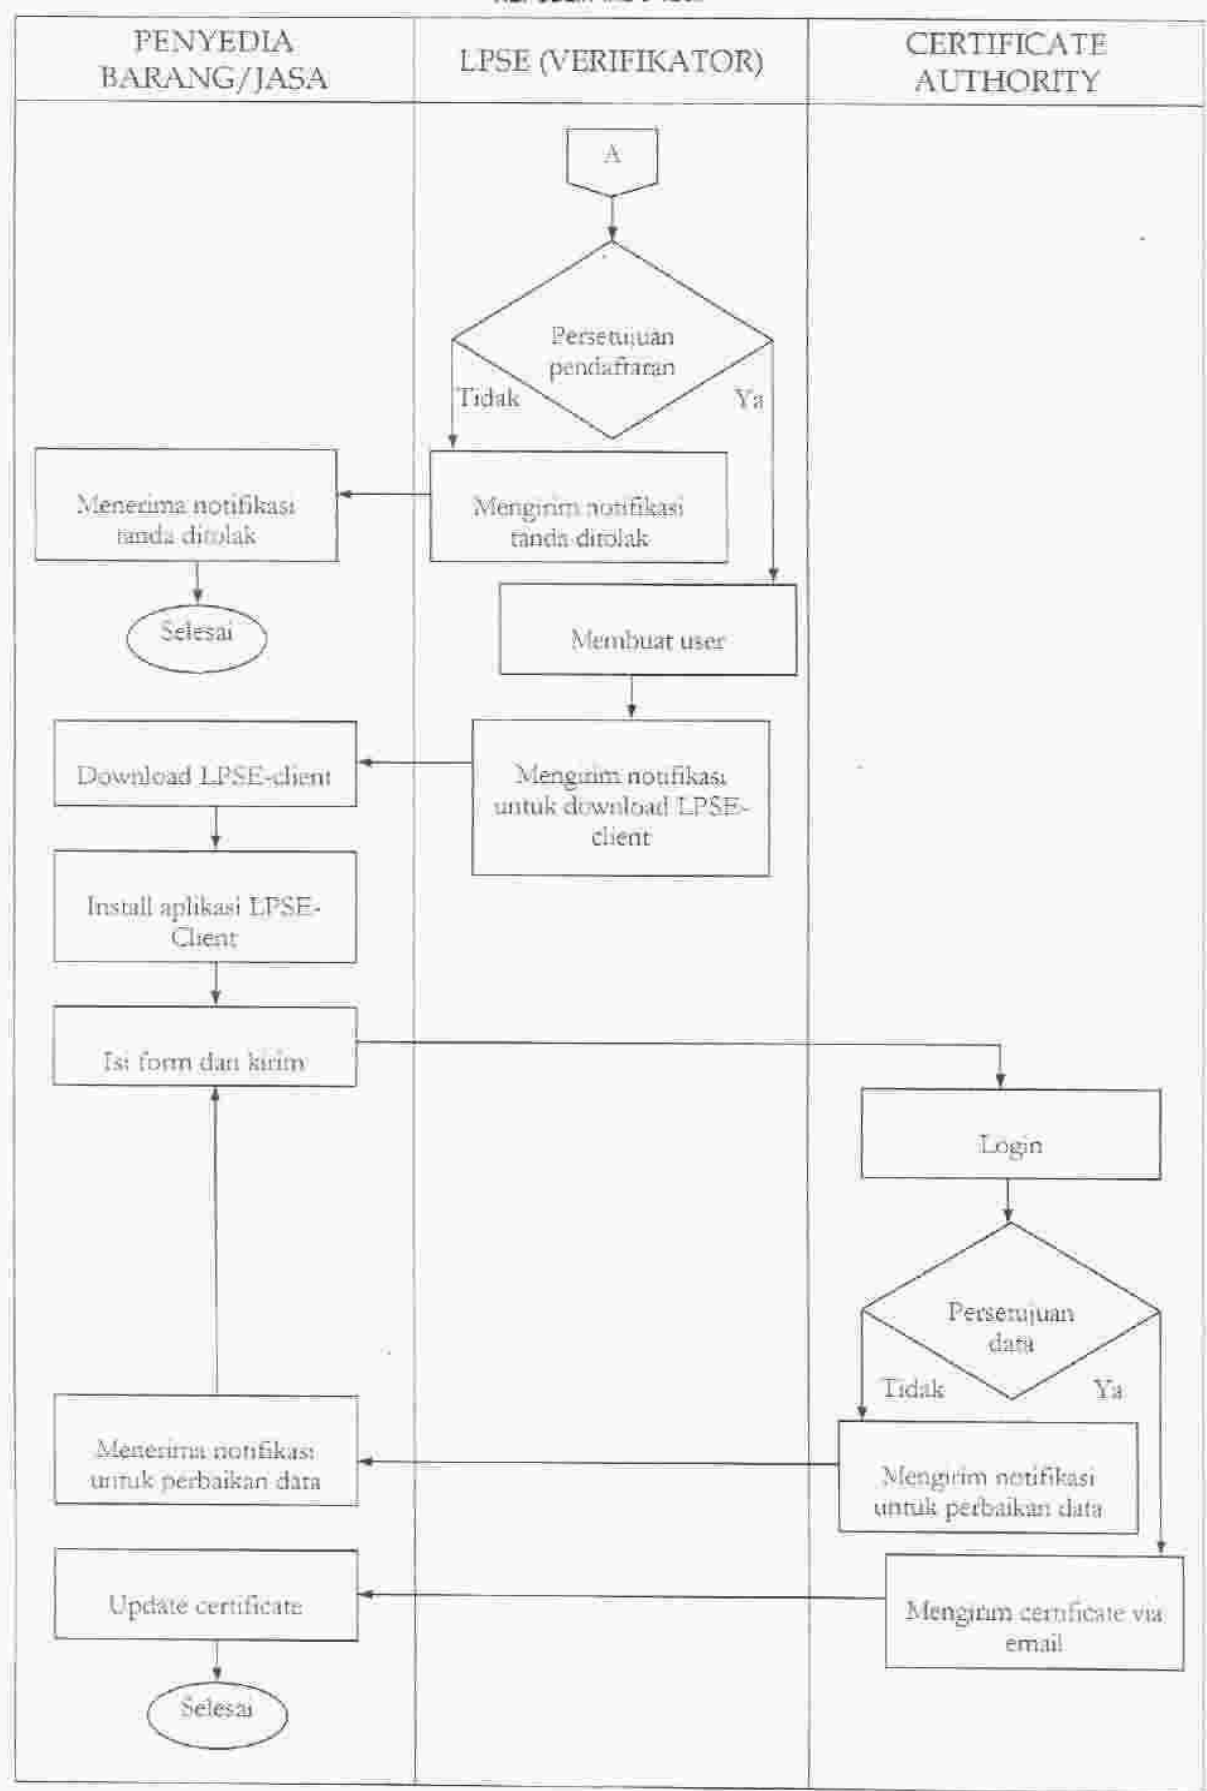 PENYEDIA
BARANG/JASA
LPSE (VERIFIKATOR)
CERTIFICATE
AUTHORITY
A
Persetujuan
pendaftaran
Tidak
Ya
Menerima notifikasi
tanda ditolak
Mengirim notifikasi
tanda ditolak
Selesai
Membuat user
Download LPSE-client
Mengirim notifikasi
untuk download LPSE-
client
Install aplikasi LPSE-
Client
Isi form dan kirim
Login
Persetujuan
data
Tidak
Ya
Menerima notifikasi
untuk perbaikan data
Mengirim notifikasi
untuk perbaikan data
Update certificate
Mengirim certificate via
email
Selesai